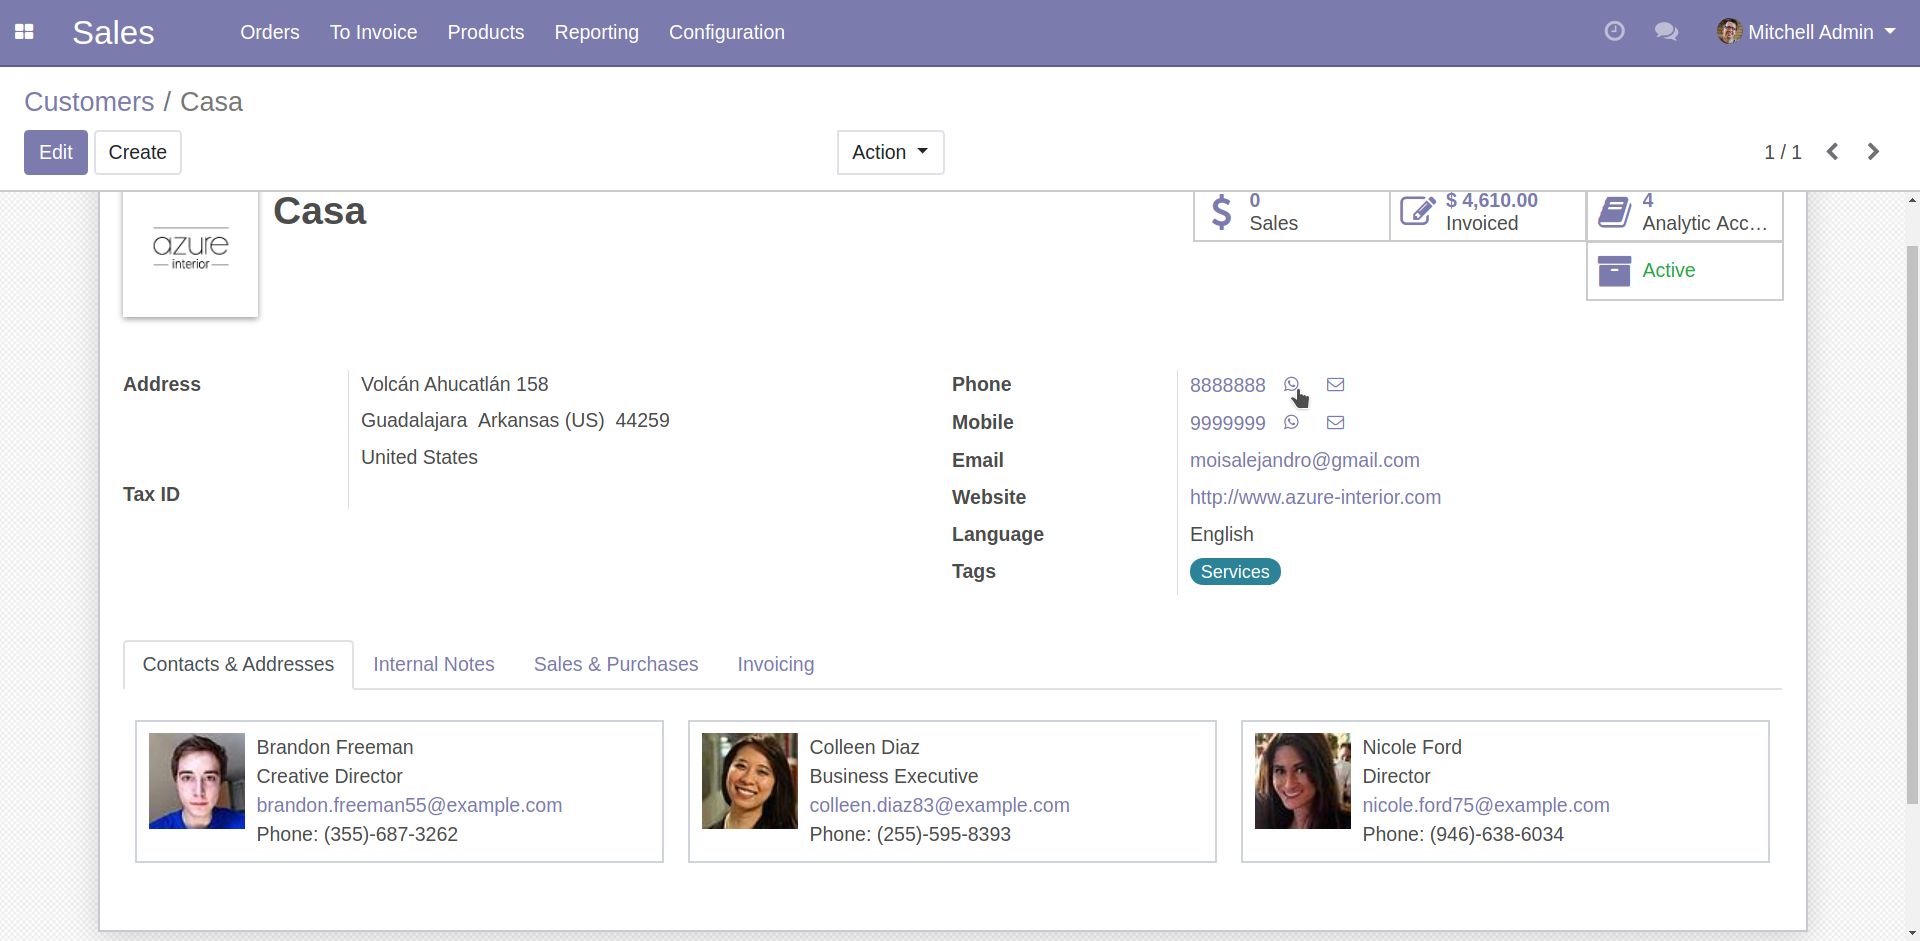 Sales
Orders To Invoice Products Reporting Configuration
Mitchell Admin
Customers / Casa
Edit Create
Action
1 / 1
azure
interior
Casa
0
Sales
$ 4,610.00
Invoiced
4
Analytic Acc…
Active
Address
Volcán Ahucatlán 158
Guadalajara Arkansas (US) 44259
United States
Tax ID
Phone 8888888
Mobile 9999999
Email moisalejandro@gmail.com
Website http://www.azure-interior.com
Language English
Tags Services
Contacts & Addresses Internal Notes Sales & Purchases Invoicing
Brandon Freeman
Creative Director
brandon.freeman55@example.com
Phone: (355)-687-3262
Colleen Diaz
Business Executive
colleen.diaz83@example.com
Phone: (255)-595-8393
Nicole Ford
Director
nicole.ford75@example.com
Phone: (946)-638-6034